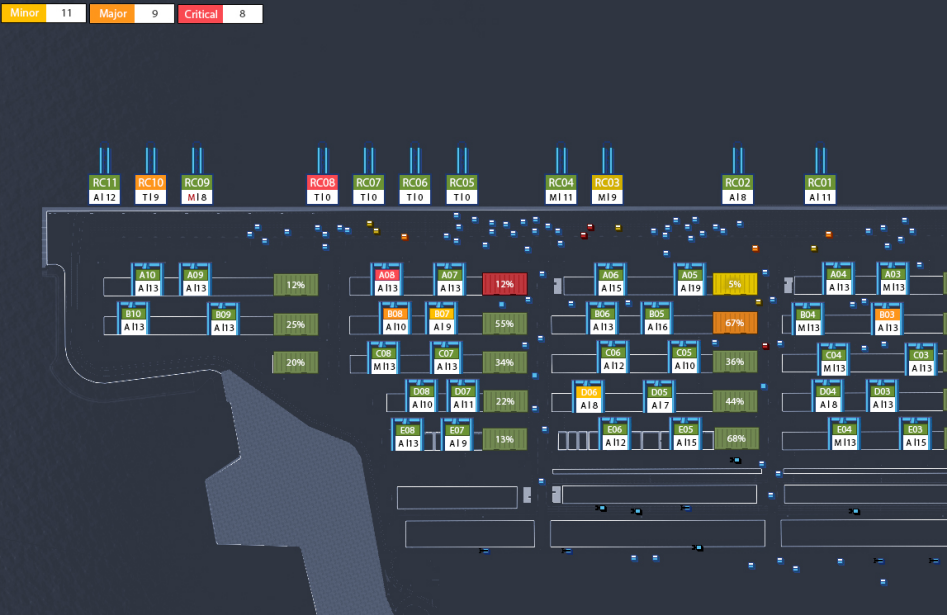 Minor 11 Major 9 Critical 8
RC11 RC10 RC09 RC08 RC07 RC06 RC05 RC04 RC03 RC02 RC01
A|12 T|9 M|8 T|0 T|0 T|0 T|0 M|11 M|9 A|8 A|11
A10 A09 A08 A07 A06 A05 A04 A03
12% 12% 5%
A|13 A|13 A|13 A|13 A|15 A|19 A|13 M|13
B10 B09 B08 B07 B06 B05 B04 B03
25% 55% 67%
A|13 A|13 A|10 A|9 A|13 A|16 M|13 A|13
C08 C07 C06 C05 C04 C03
20% 34% 36%
M|13 A|13 A|12 A|10 M|13 A|13
D08 D07 D06 D05 D04 D03
22% 44%
A|10 A|11 A|8 A|7 A|8 A|13
E08 E07 E06 E05 E04 E03
13% 68%
A|13 A|9 A|12 A|15 M|13 A|15